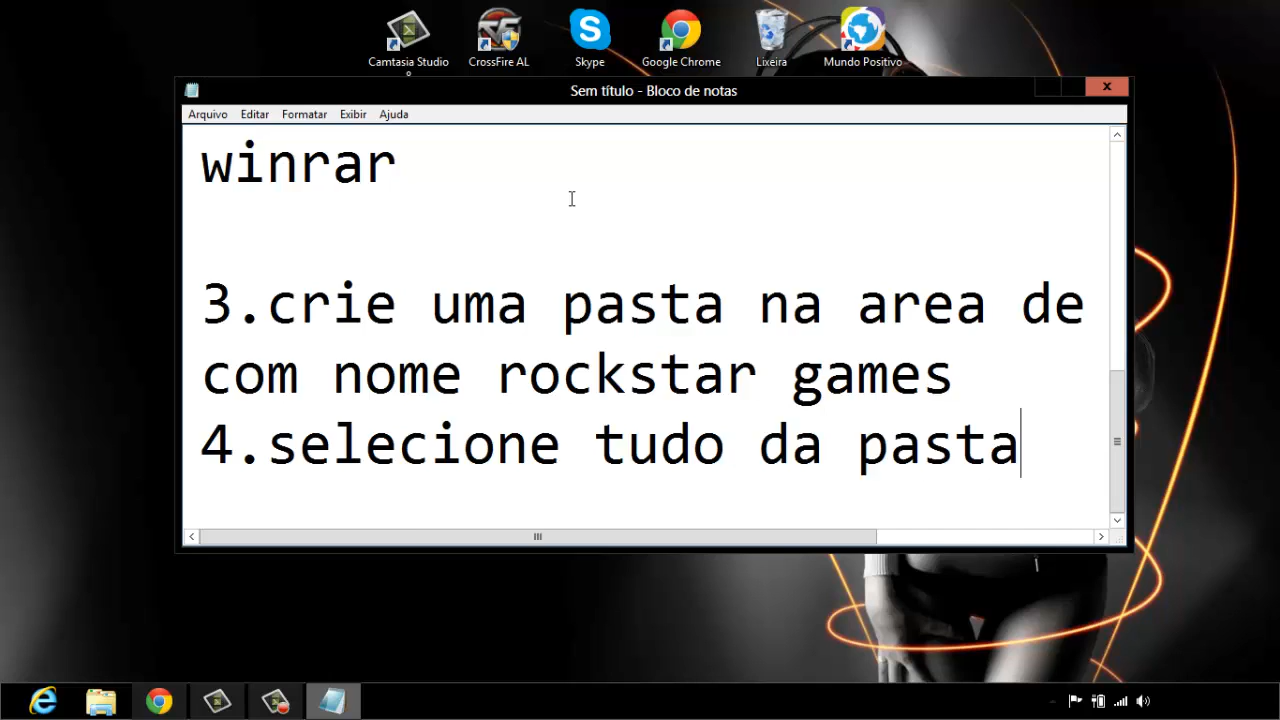 Camtasia Studio
8
CrossFire AL
Skype
Google Chrome
Lixeira
Mundo Positivo
Sem título - Bloco de notas
Arquivo Editar Formatar Exibir Ajuda
winrar
3.crie uma pasta na area de
com nome rockstar games
4.selecione tudo da pasta